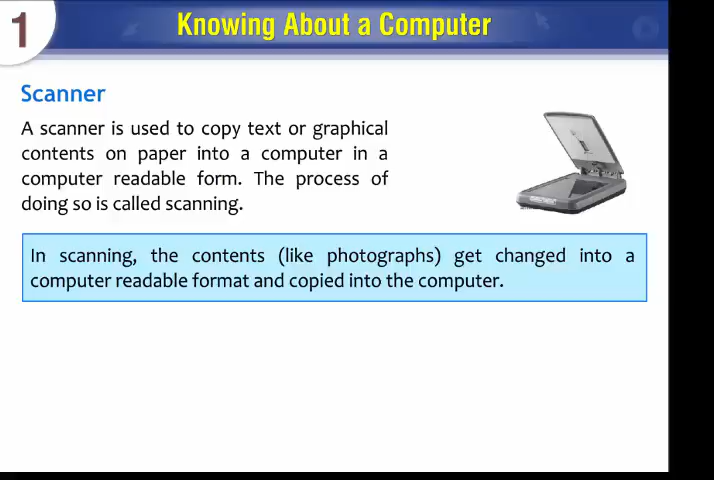 1
Knowing About a Computer
Scanner
A scanner is used to copy text or graphical
contents on paper into a computer in a
computer readable form. The process of
doing so is called scanning.
In scanning, the contents (like photographs) get changed into a
computer readable format and copied into the computer.